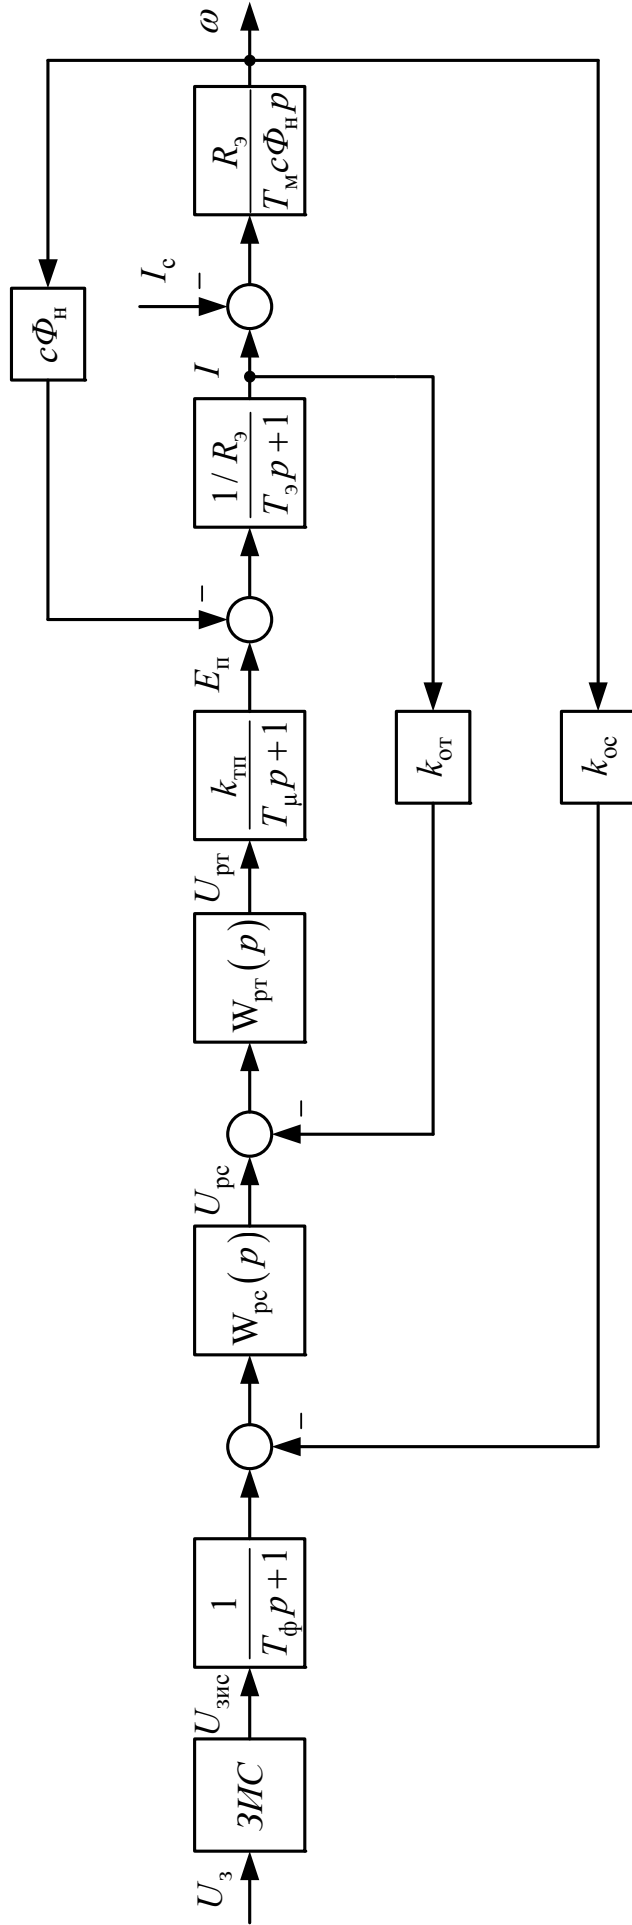 U_з
ЗИС
U_зис
1
T_ф p + 1
−
W_рс (p)
U_рс
−
W_рт (p)
U_рт
k_тп
T_μ p + 1
E_п
−
1 / R_э
T_э p + 1
I
I_с
−
R_э
T_м cΦ_н p
ω
cΦ_н
k_от
k_ос